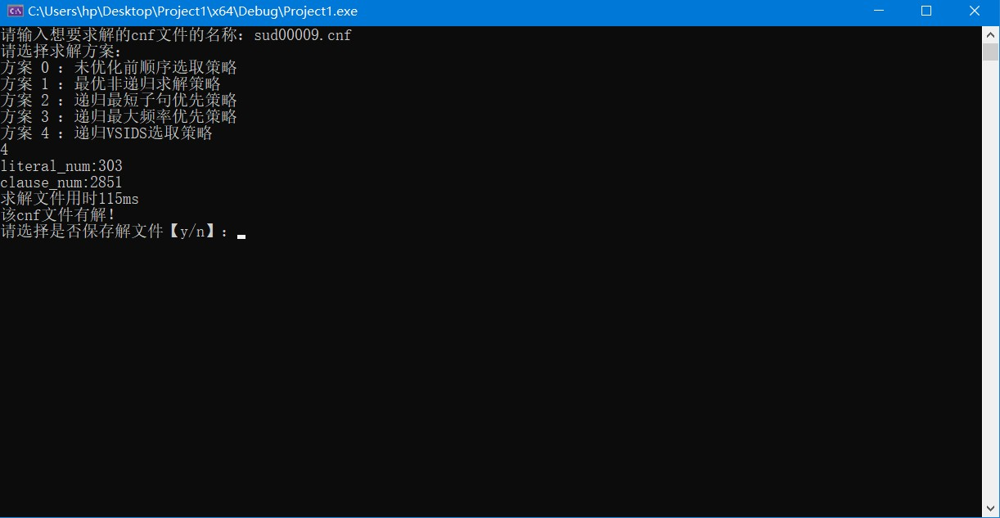 C:\Users\hp\Desktop\Project1\x64\Debug\Project1.exe
请输入想要求解的cnf文件的名称: sud00009.cnf
请选择求解方案:
方案 0 : 未优化前顺序选取策略
方案 1 : 最优非递归求解策略
方案 2 : 递归最短子句优先策略
方案 3 : 递归最大频率优先策略
方案 4 : 递归VSIDS选取策略
4
literal_num:303
clause_num:2851
求解文件用时115ms
该cnf文件有解!
请选择是否保存解文件【y/n】: